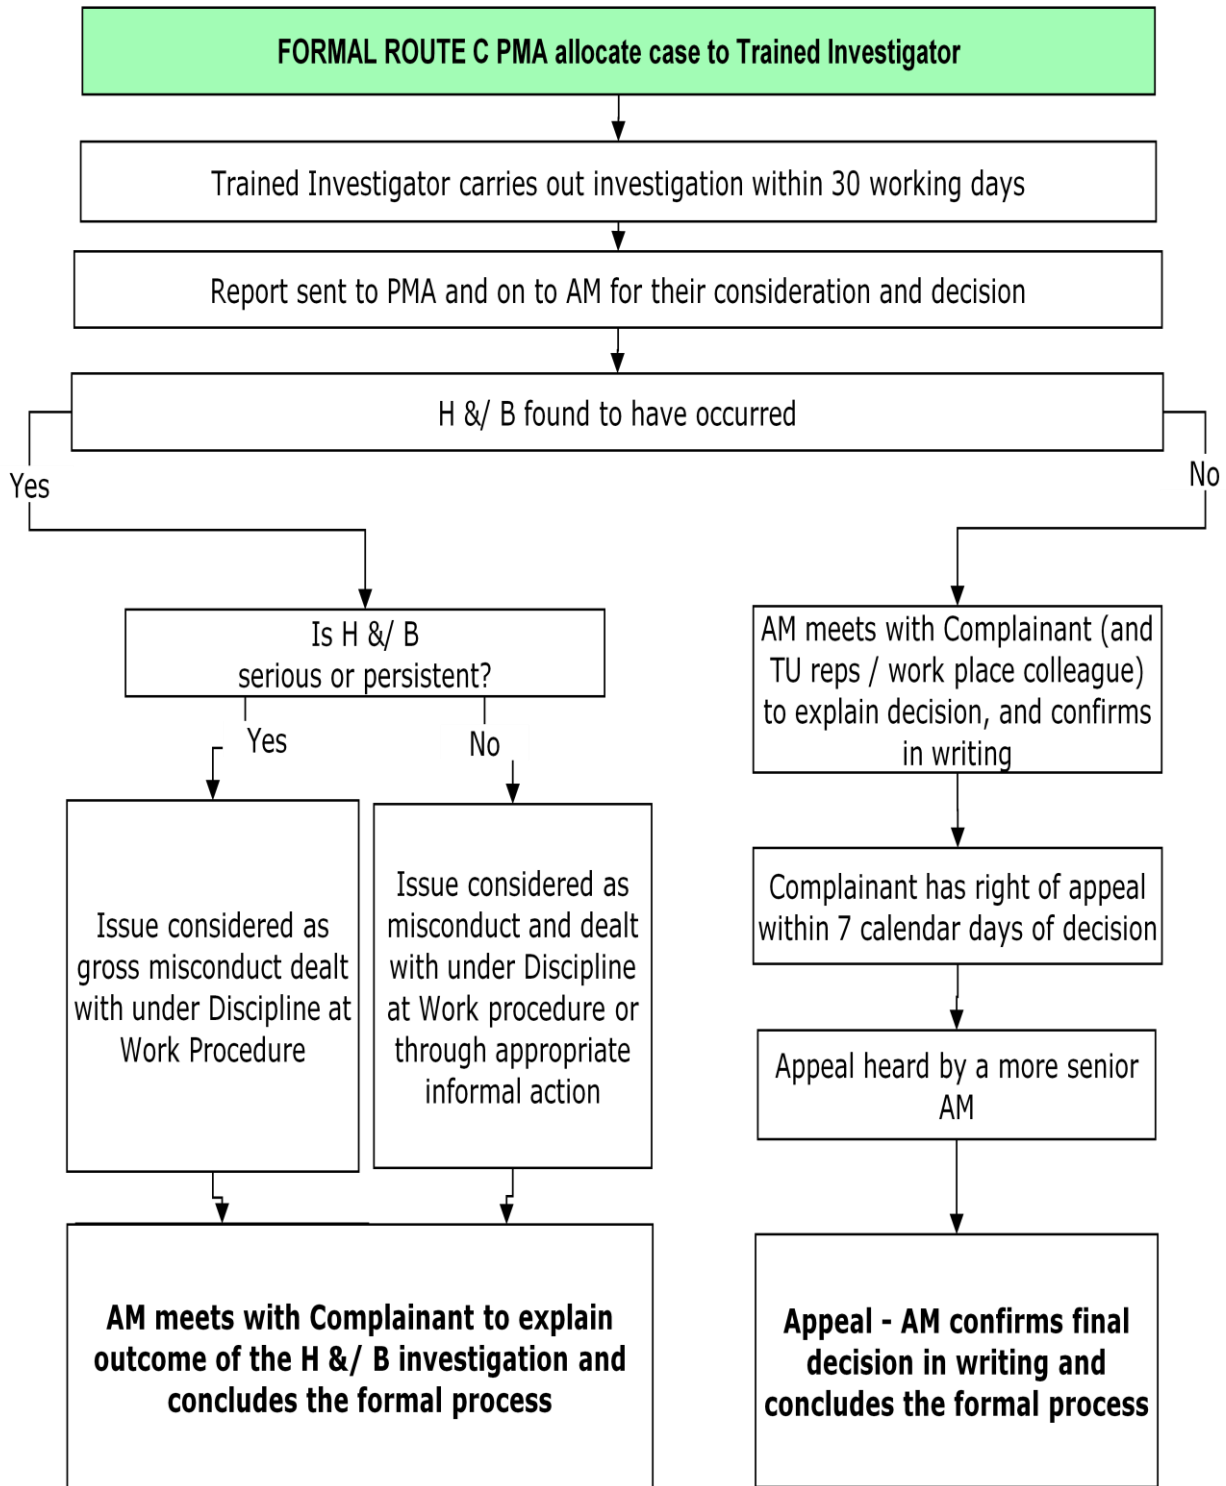 FORMAL ROUTE C PMA allocate case to Trained Investigator
Trained Investigator carries out investigation within 30 working days
Report sent to PMA and on to AM for their consideration and decision
H &/ B found to have occurred
Yes
No
Is H &/ B
serious or persistent?
Yes
No
Issue considered as
gross misconduct dealt
with under Discipline at
Work Procedure
Issue considered as
misconduct and dealt
with under Discipline
at Work procedure or
through appropriate
informal action
AM meets with Complainant to explain
outcome of the H &/ B investigation and
concludes the formal process
AM meets with Complainant (and
TU reps / work place colleague)
to explain decision, and confirms
in writing
Complainant has right of appeal
within 7 calendar days of decision
Appeal heard by a more senior
AM
Appeal - AM confirms final
decision in writing and
concludes the formal process